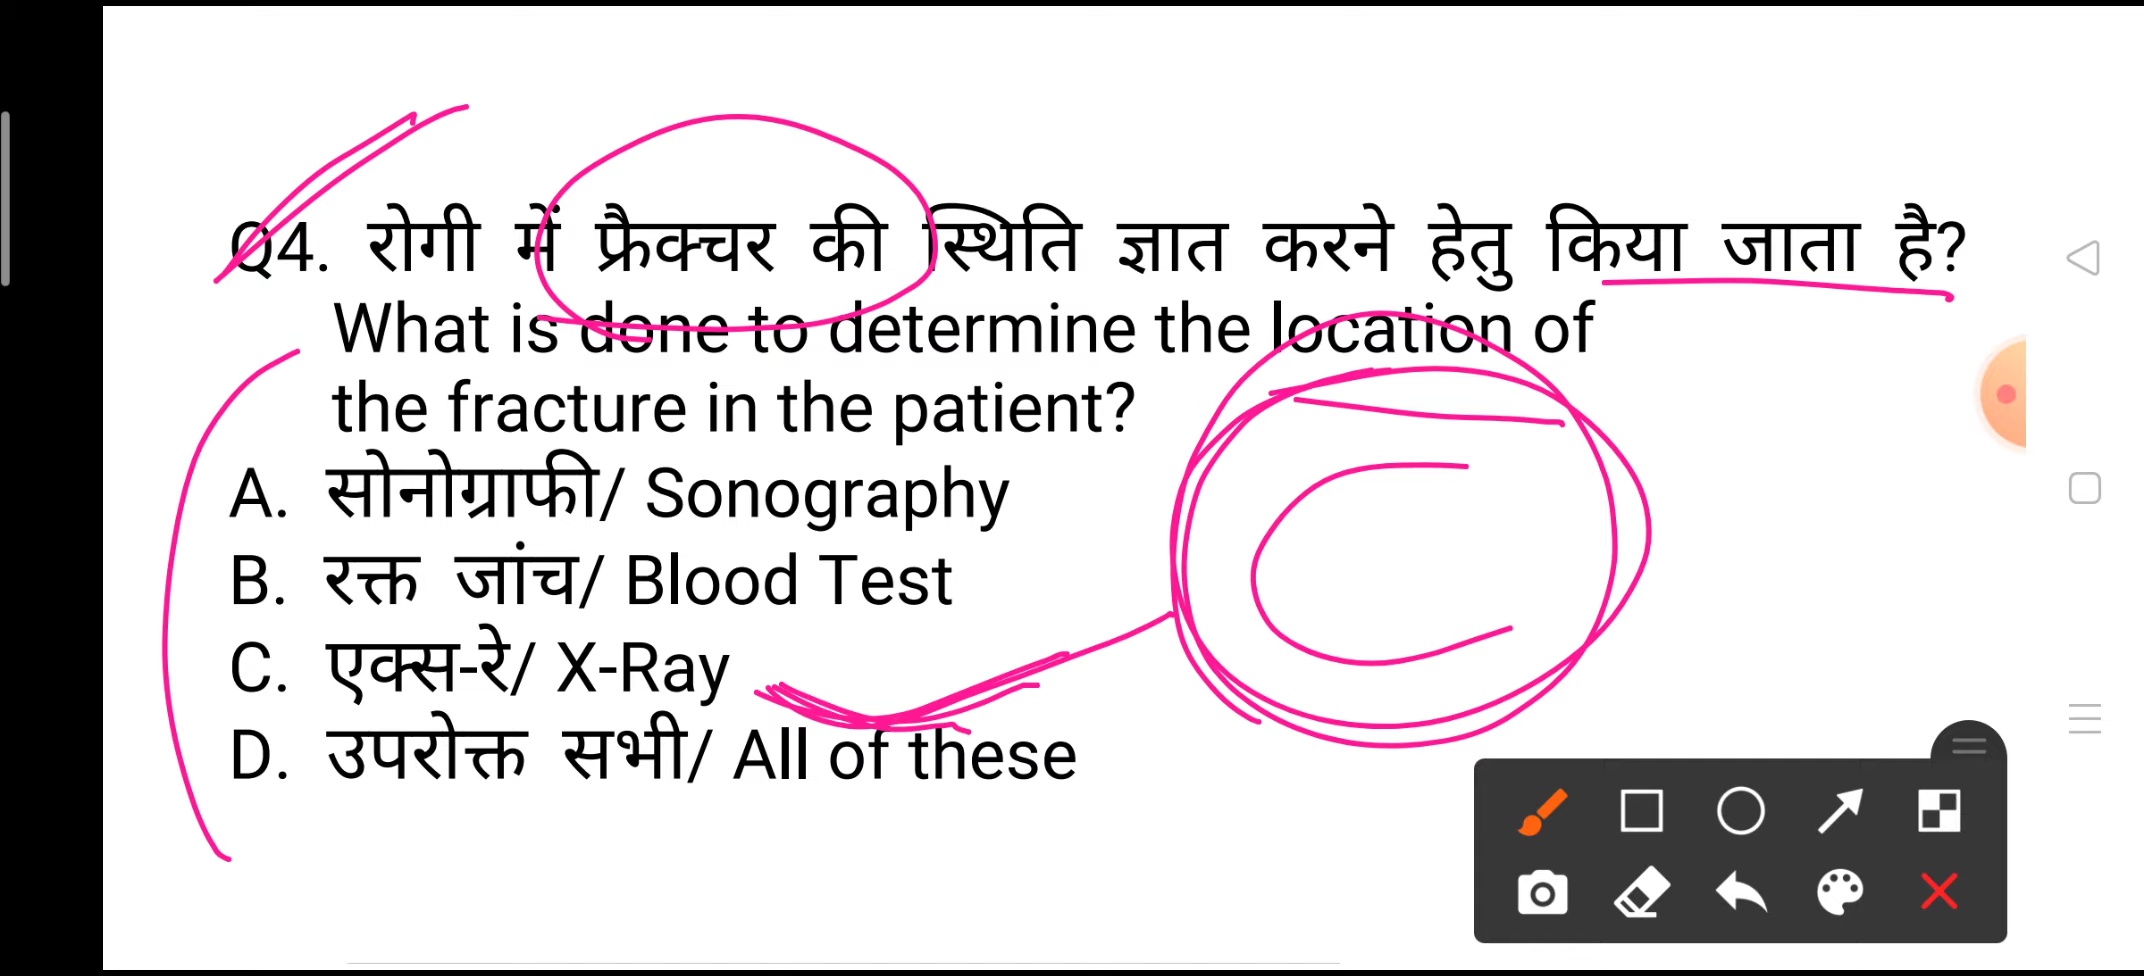 Q4. रोगी में फ्रैक्चर की स्थिति ज्ञात करने हेतु किया जाता है?
What is done to determine the location of
the fracture in the patient?
A. सोनोग्राफी/ Sonography
B. रक्त जांच/ Blood Test
C. एक्स-रे/ X-Ray
D. उपरोक्त सभी/ All of these
C